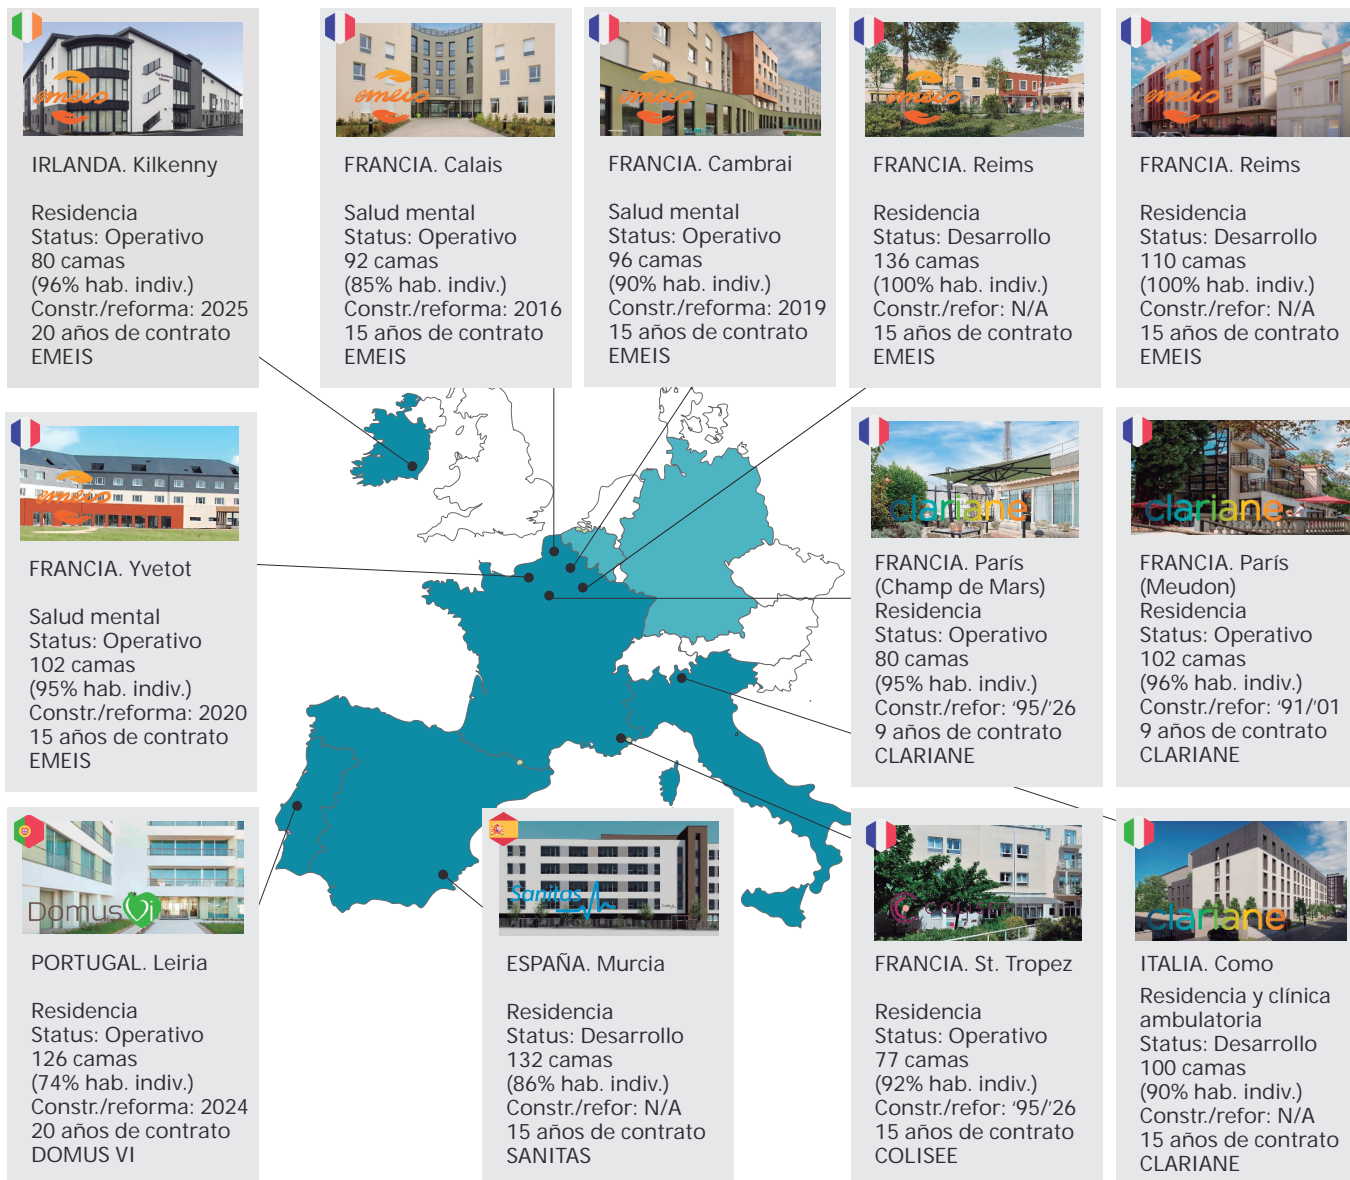 emeis
IRLANDA. Kilkenny
Residencia
Status: Operativo
80 camas
(96% hab. indiv.)
Constr./reforma: 2025
20 años de contrato
EMEIS
emeis
FRANCIA. Calais
Salud mental
Status: Operativo
92 camas
(85% hab. indiv.)
Constr./reforma: 2016
15 años de contrato
EMEIS
emeis
FRANCIA. Cambrai
Salud mental
Status: Operativo
96 camas
(90% hab. indiv.)
Constr./reforma: 2019
15 años de contrato
EMEIS
emeis
FRANCIA. Reims
Residencia
Status: Desarrollo
136 camas
(100% hab. indiv.)
Constr./refor: N/A
15 años de contrato
EMEIS
emeis
FRANCIA. Reims
Residencia
Status: Desarrollo
110 camas
(100% hab. indiv.)
Constr./refor: N/A
15 años de contrato
EMEIS
emeis
FRANCIA. Yvetot
Salud mental
Status: Operativo
102 camas
(95% hab. indiv.)
Constr./reforma: 2020
15 años de contrato
EMEIS
clariane
FRANCIA. París
(Champ de Mars)
Residencia
Status: Operativo
80 camas
(95% hab. indiv.)
Constr./refor: ‘95/’26
9 años de contrato
CLARIANE
clariane
FRANCIA. París
(Meudon)
Residencia
Status: Operativo
102 camas
(96% hab. indiv.)
Constr./refor: ‘91/’01
9 años de contrato
CLARIANE
DomusVi
PORTUGAL. Leiria
Residencia
Status: Operativo
126 camas
(74% hab. indiv.)
Constr./reforma: 2024
20 años de contrato
DOMUS VI
Sanitas
ESPAÑA. Murcia
Residencia
Status: Desarrollo
132 camas
(86% hab. indiv.)
Constr./refor: N/A
15 años de contrato
SANITAS
FRANCIA. St. Tropez
Residencia
Status: Operativo
77 camas
(92% hab. indiv.)
Constr./refor: ‘95/’26
15 años de contrato
COLISEE
clariane
ITALIA. Como
Residencia y clínica
ambulatoria
Status: Desarrollo
100 camas
(90% hab. indiv.)
Constr./refor: N/A
15 años de contrato
CLARIANE